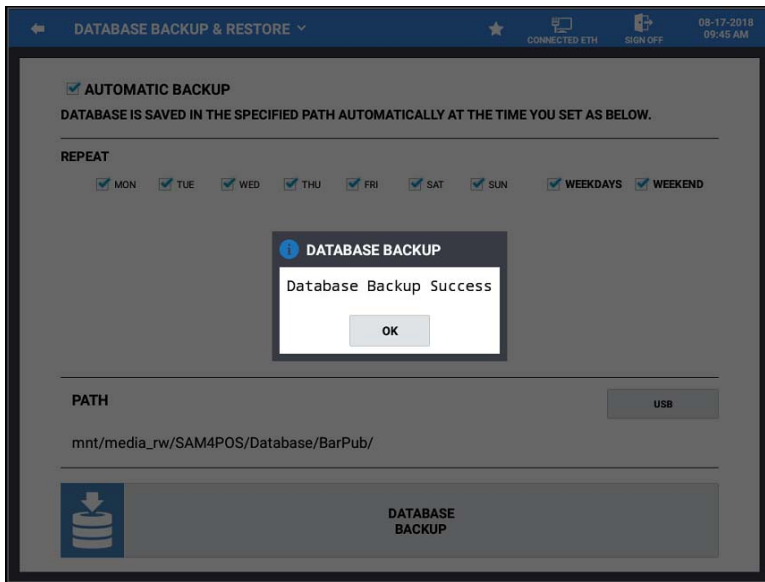 DATABASE BACKUP & RESTORE
CONNECTED ETH
SIGN OFF
08-17-2018
09:45 AM
AUTOMATIC BACKUP
DATABASE IS SAVED IN THE SPECIFIED PATH AUTOMATICALLY AT THE TIME YOU SET AS BELOW.
REPEAT
MON TUE WED THU FRI SAT SUN WEEKDAYS WEEKEND
DATABASE BACKUP
Database Backup Success
OK
PATH
USB
mnt/media_rw/SAM4POS/Database/BarPub/
DATABASE
BACKUP